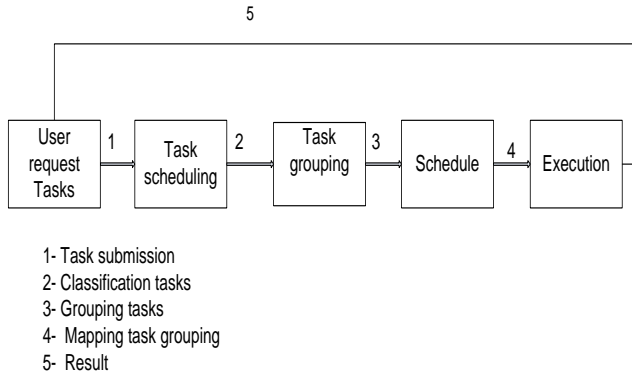 5
User
request
Tasks
1
Task
scheduling
2
Task
grouping
3
Schedule
4
Execution
1- Task submission
2- Classification tasks
3- Grouping tasks
4- Mapping task grouping
5- Result